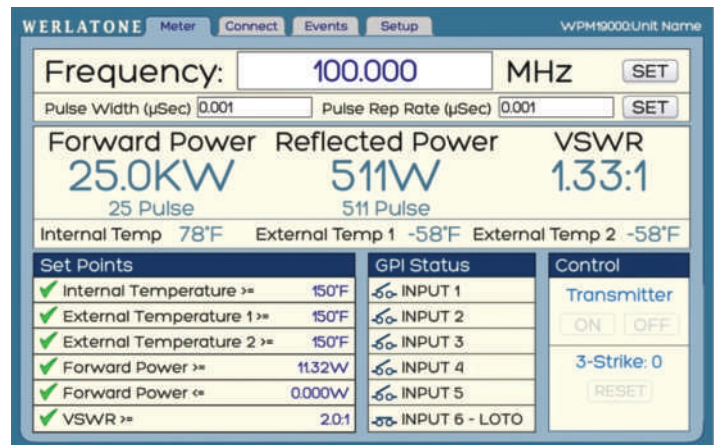 WERLATONE Meter Connect Events Setup WPM19000:Unit Name
Frequency: 100.000 MHz SET
Pulse Width (µSec) 0.001 Pulse Rep Rate (µSec) 0.001 SET
Forward Power Reflected Power VSWR
25.0KW 511W 1.33:1
25 Pulse 511 Pulse
Internal Temp 78°F External Temp 1 -58°F External Temp 2 -58°F
Set Points GPI Status Control
Internal Temperature >= 150°F INPUT 1 Transmitter
External Temperature 1 >= 150°F INPUT 2 ON OFF
External Temperature 2 >= 150°F INPUT 3
Forward Power >= 1132W INPUT 4 3-Strike: 0
Forward Power <= 0.000W INPUT 5 RESET
VSWR >= 2.0:1 INPUT 6 - LOTO